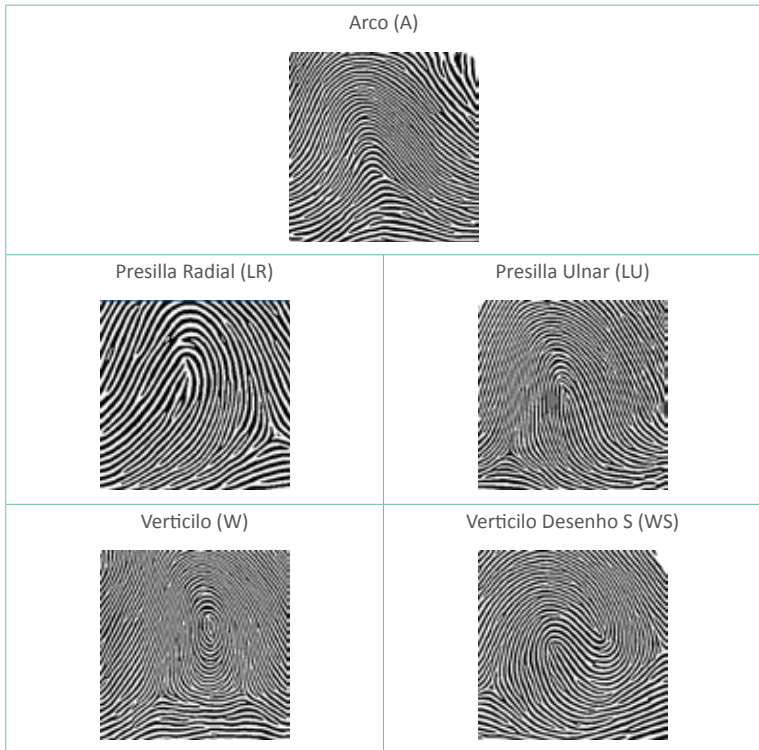 Arco (A)
Presilla Radial (LR)
Presilla Ulnar (LU)
Verticilo (W)
Verticilo Desenho S (WS)